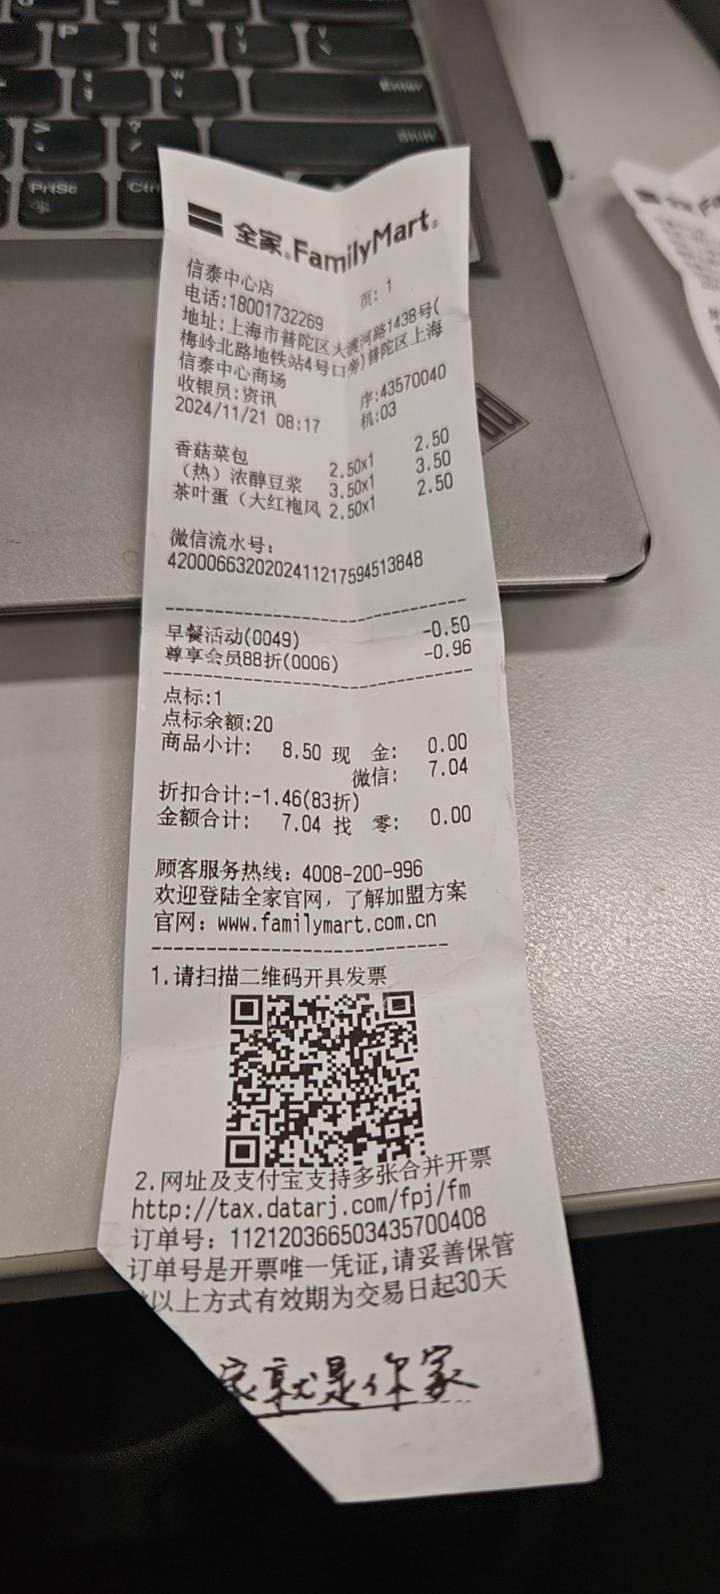 PrtSc
Ctrl
Enter
Shift
全家 FamilyMart
信泰中心店 页: 1
电话:18001732269
地址:上海市普陀区大渡河路1438号(
梅岭北路地铁站4号口旁)普陀区上海
信泰中心商场
收银员:资讯 序:43570040
2024/11/21 08:17 机:03
香菇菜包 2.50x1 2.50
（热）浓醇豆浆 3.50x1 3.50
茶叶蛋（大红袍风 2.50x1 2.50
微信流水号:
4200066320202411217594513848
早餐活动(0049) -0.50
尊享会员88折(0006) -0.96
点标:1
点标余额:20
商品小计: 8.50 现 金: 0.00
微信: 7.04
折扣合计:-1.46(83折)
金额合计: 7.04 找 零: 0.00
顾客服务热线: 4008-200-996
欢迎登陆全家官网，了解加盟方案
官网: www.familymart.com.cn
1.请扫描二维码开具发票
2.网址及支付宝支持多张合并开票
http://tax.datarj.com/fpj/fm
订单号: 112120366503435700408
订单号是开票唯一凭证,请妥善保管
以上方式有效期为交易日起30天
家就是你家